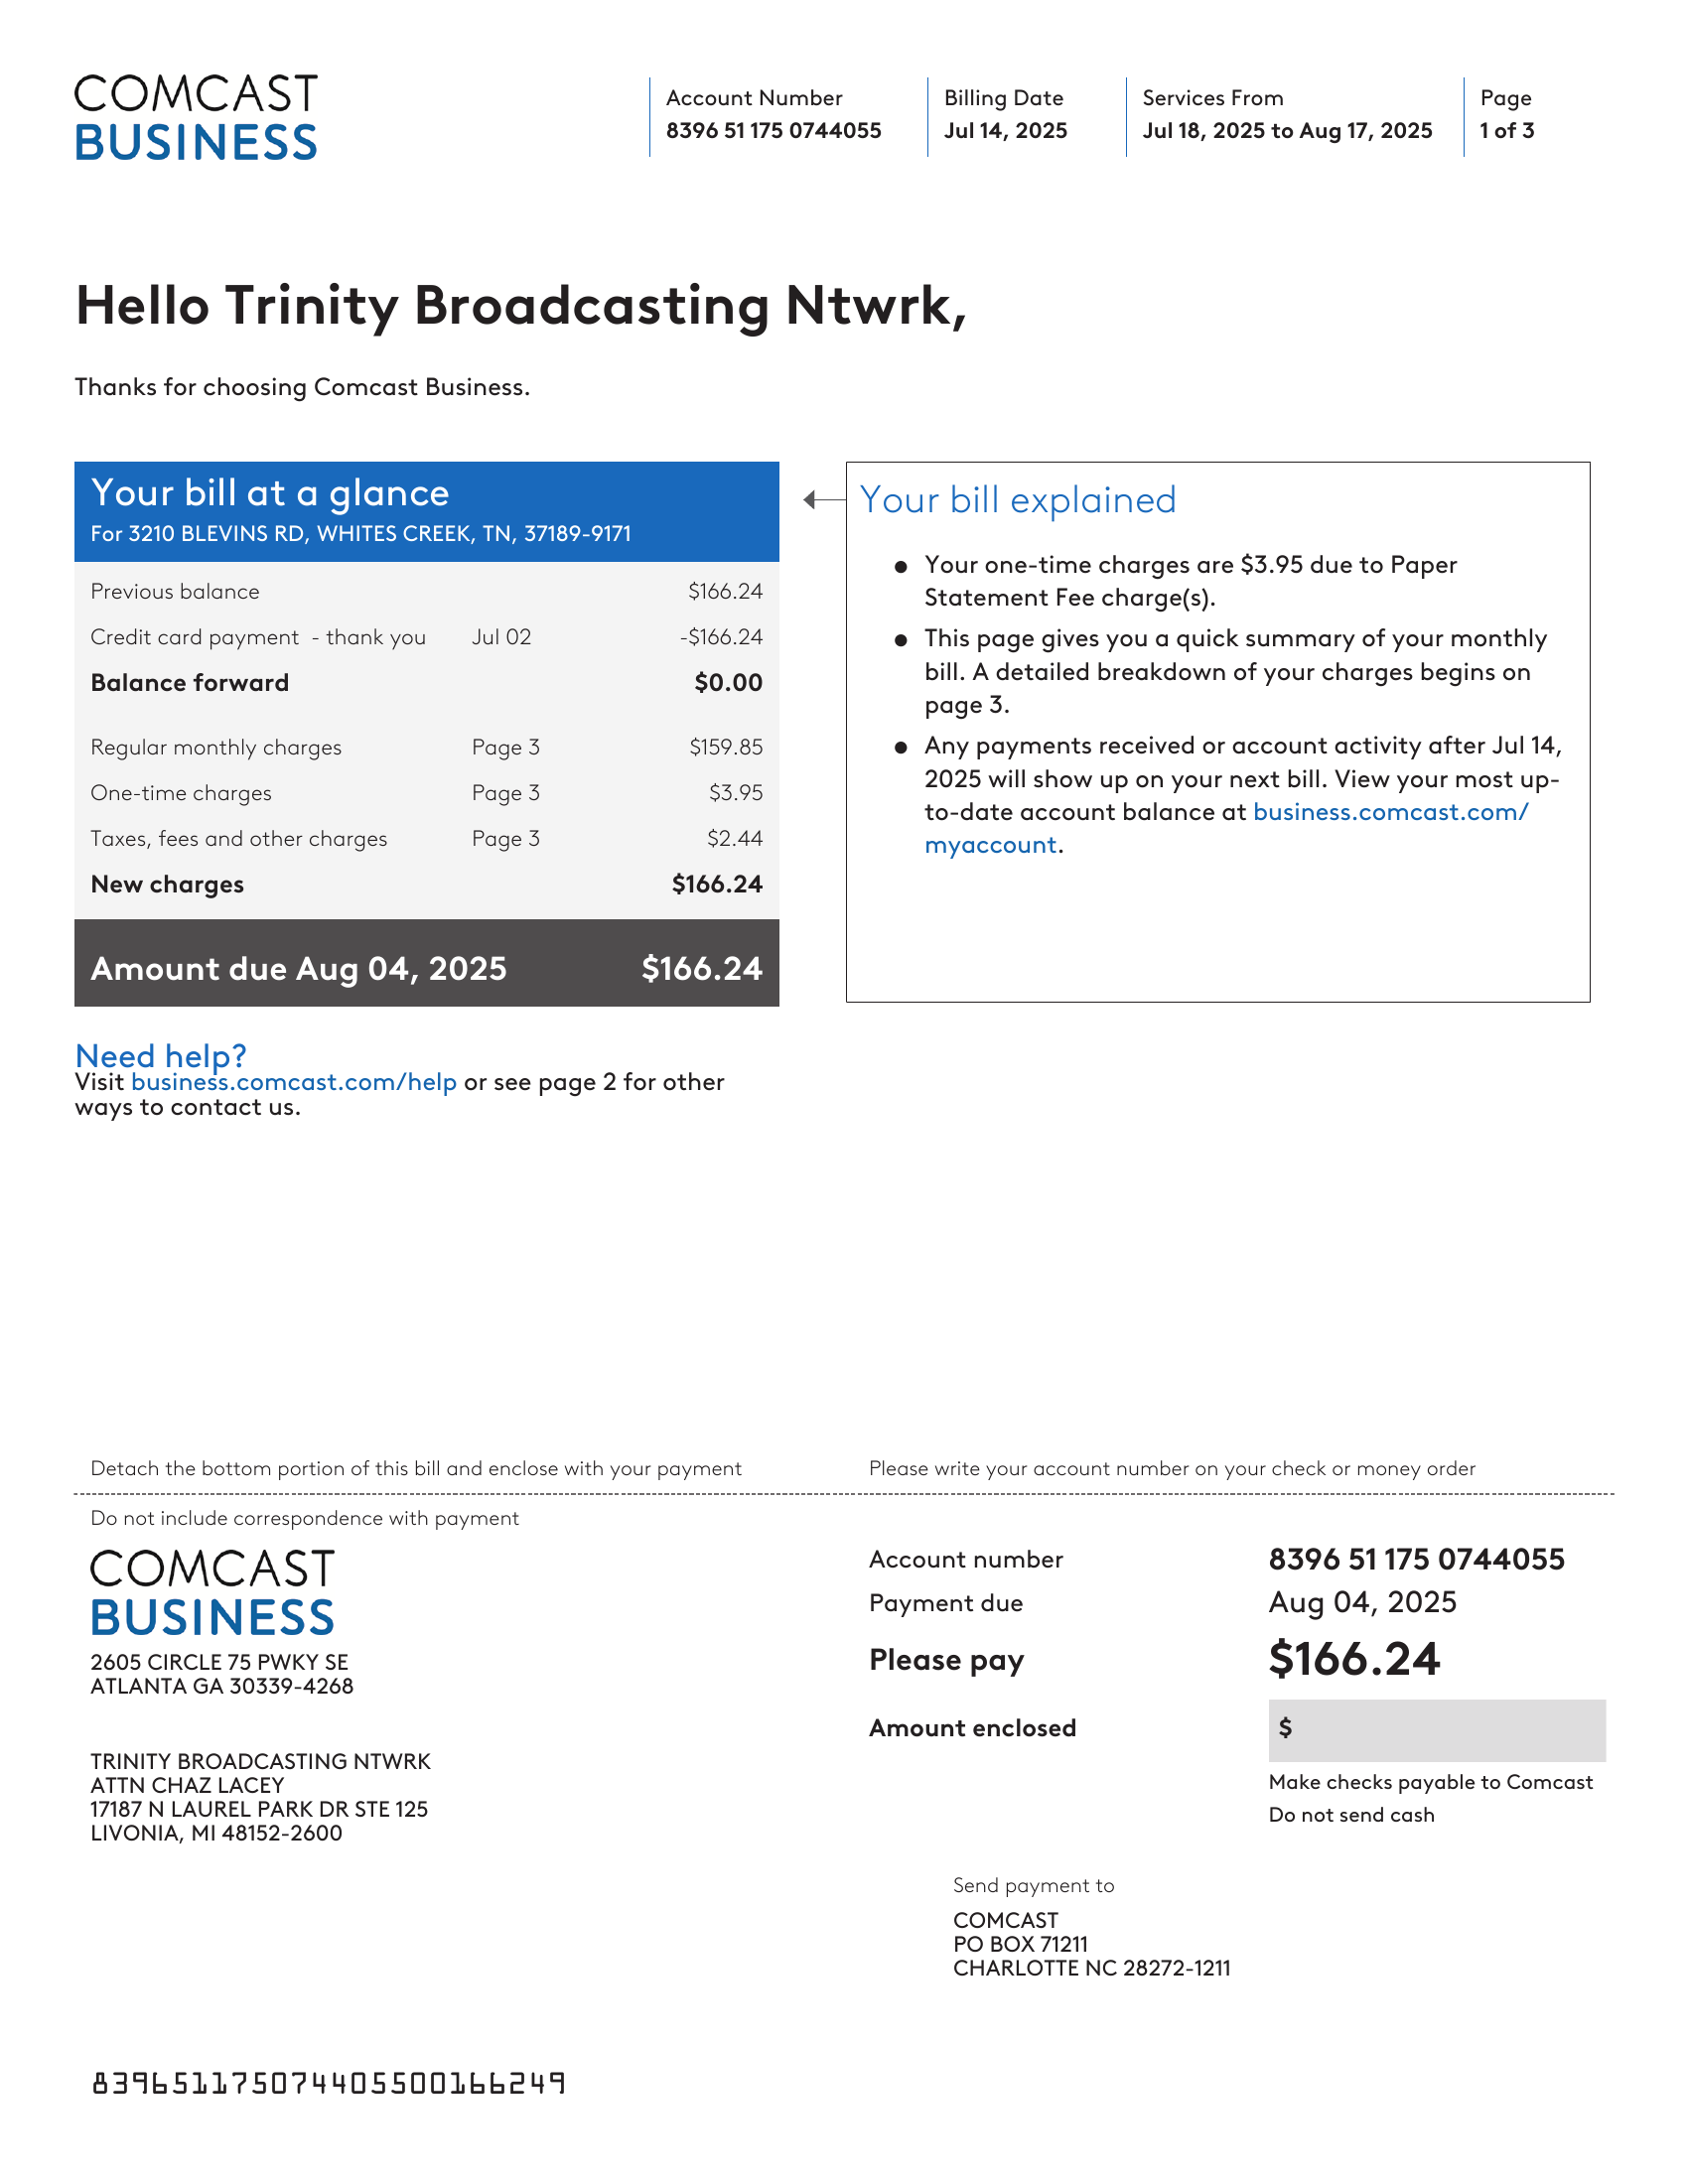 COMCAST
BUSINESS
Account Number
8396 51 175 0744055
Billing Date
Jul 14, 2025
Services From
Jul 18, 2025 to Aug 17, 2025
Page
1 of 3
Hello Trinity Broadcasting Ntwrk,
Thanks for choosing Comcast Business.
Your bill at a glance
For 3210 BLEVINS RD, WHITES CREEK, TN, 37189-9171
Previous balance $166.24
Credit card payment - thank you Jul 02 -$166.24
Balance forward $0.00
Regular monthly charges Page 3 $159.85
One-time charges Page 3 $3.95
Taxes, fees and other charges Page 3 $2.44
New charges $166.24
Amount due Aug 04, 2025 $166.24
Your bill explained
● Your one-time charges are $3.95 due to Paper
Statement Fee charge(s).
● This page gives you a quick summary of your monthly
bill. A detailed breakdown of your charges begins on
page 3.
● Any payments received or account activity after Jul 14,
2025 will show up on your next bill. View your most up-
to-date account balance at business.comcast.com/
myaccount.
Need help?
Visit business.comcast.com/help or see page 2 for other
ways to contact us.
Detach the bottom portion of this bill and enclose with your payment
Please write your account number on your check or money order
Do not include correspondence with payment
COMCAST
BUSINESS
2605 CIRCLE 75 PWKY SE
ATLANTA GA 30339-4268
TRINITY BROADCASTING NTWRK
ATTN CHAZ LACEY
17187 N LAUREL PARK DR STE 125
LIVONIA, MI 48152-2600
Account number 8396 51 175 0744055
Payment due Aug 04, 2025
Please pay $166.24
Amount enclosed $
Make checks payable to Comcast
Do not send cash
Send payment to
COMCAST
PO BOX 71211
CHARLOTTE NC 28272-1211
839651175074405500166249